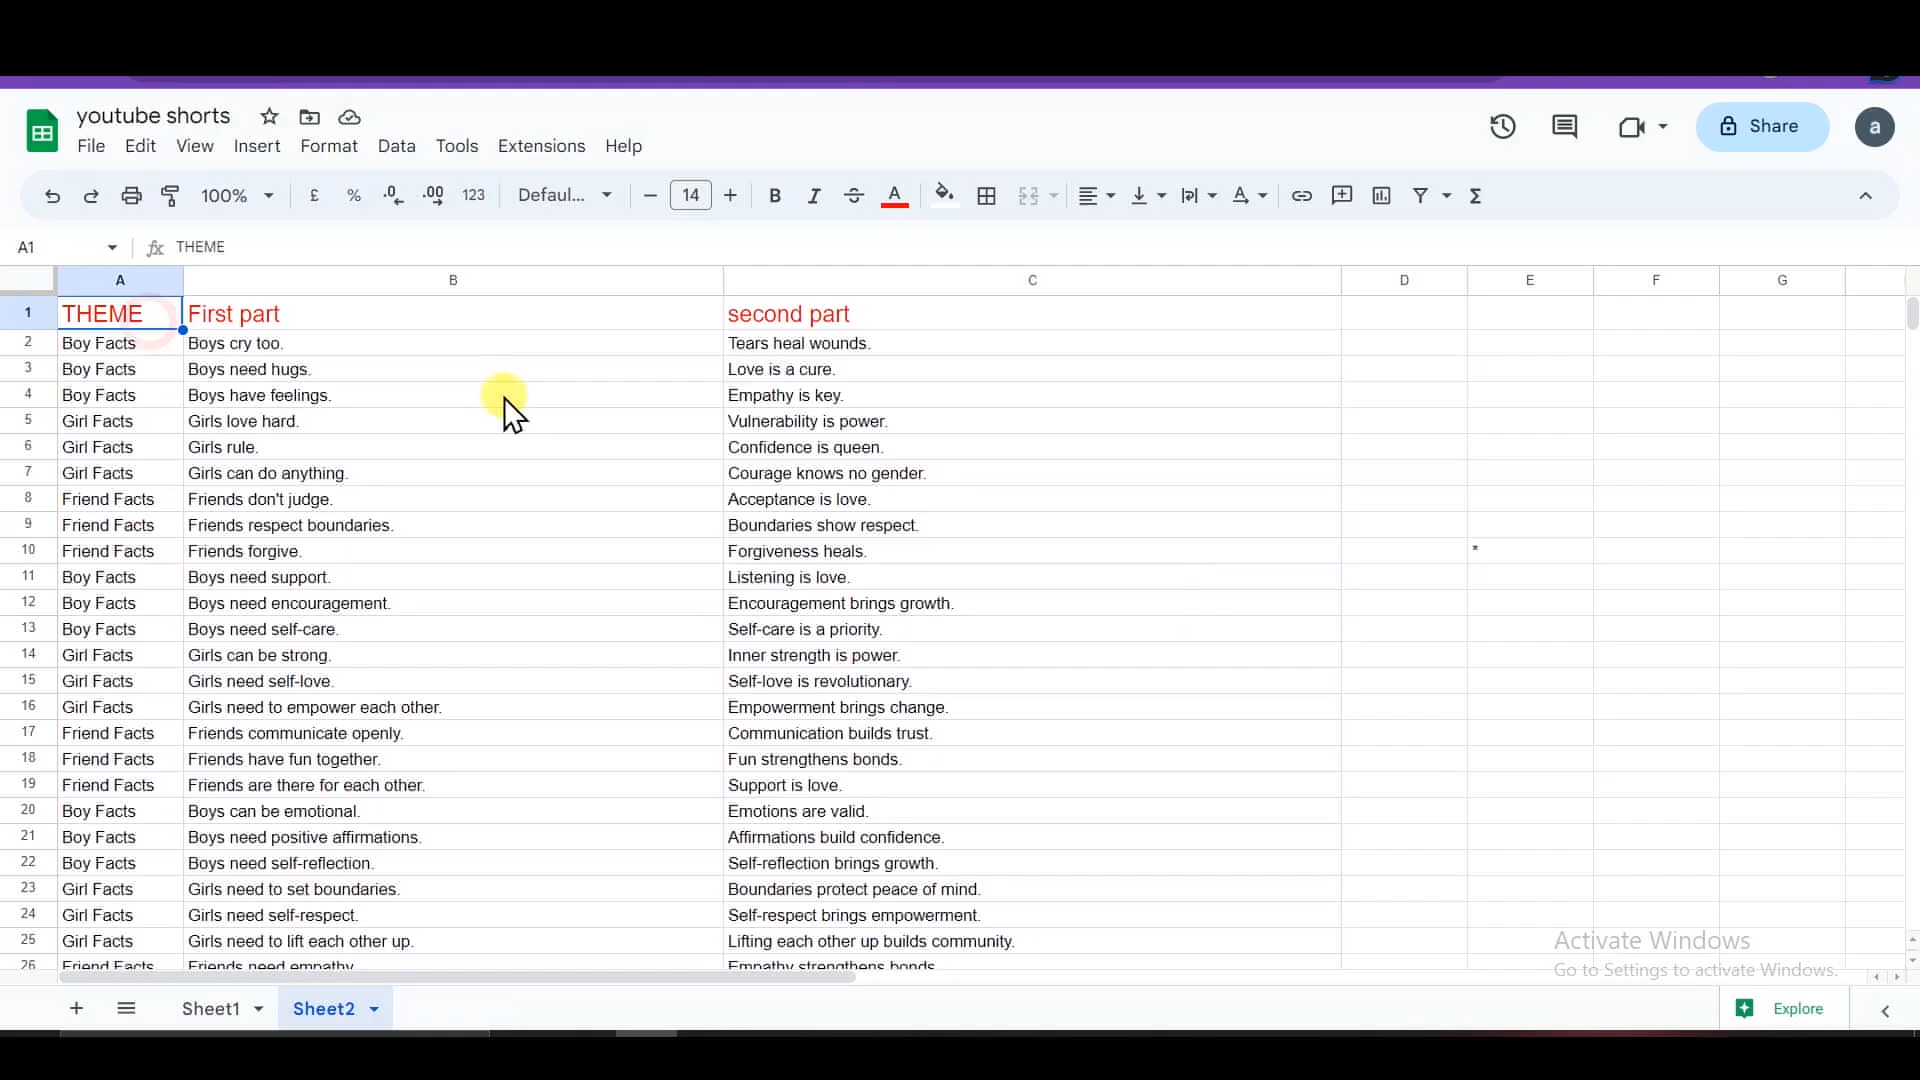 youtube shorts
File Edit View Insert Format Data Tools Extensions Help
Share
a
100% £ % .0 .00 123 Defaul... 14 B I S A
A1 fx THEME
A B C D E F G
1 THEME First part second part
2 Boy Facts Boys cry too. Tears heal wounds.
3 Boy Facts Boys need hugs. Love is a cure.
4 Boy Facts Boys have feelings. Empathy is key.
5 Girl Facts Girls love hard. Vulnerability is power.
6 Girl Facts Girls rule. Confidence is queen.
7 Girl Facts Girls can do anything. Courage knows no gender.
8 Friend Facts Friends don't judge. Acceptance is love.
9 Friend Facts Friends respect boundaries. Boundaries show respect.
10 Friend Facts Friends forgive. Forgiveness heals. *
11 Boy Facts Boys need support. Listening is love.
12 Boy Facts Boys need encouragement. Encouragement brings growth.
13 Boy Facts Boys need self-care. Self-care is a priority.
14 Girl Facts Girls can be strong. Inner strength is power.
15 Girl Facts Girls need self-love. Self-love is revolutionary.
16 Girl Facts Girls need to empower each other. Empowerment brings change.
17 Friend Facts Friends communicate openly. Communication builds trust.
18 Friend Facts Friends have fun together. Fun strengthens bonds.
19 Friend Facts Friends are there for each other. Support is love.
20 Boy Facts Boys can be emotional. Emotions are valid.
21 Boy Facts Boys need positive affirmations. Affirmations build confidence.
22 Boy Facts Boys need self-reflection. Self-reflection brings growth.
23 Girl Facts Girls need to set boundaries. Boundaries protect peace of mind.
24 Girl Facts Girls need self-respect. Self-respect brings empowerment.
25 Girl Facts Girls need to lift each other up. Lifting each other up builds community.
26 Friend Facts Friends need empathy Empathy strengthens bonds
Activate Windows
Go to Settings to activate Windows.
Sheet1 Sheet2 Explore